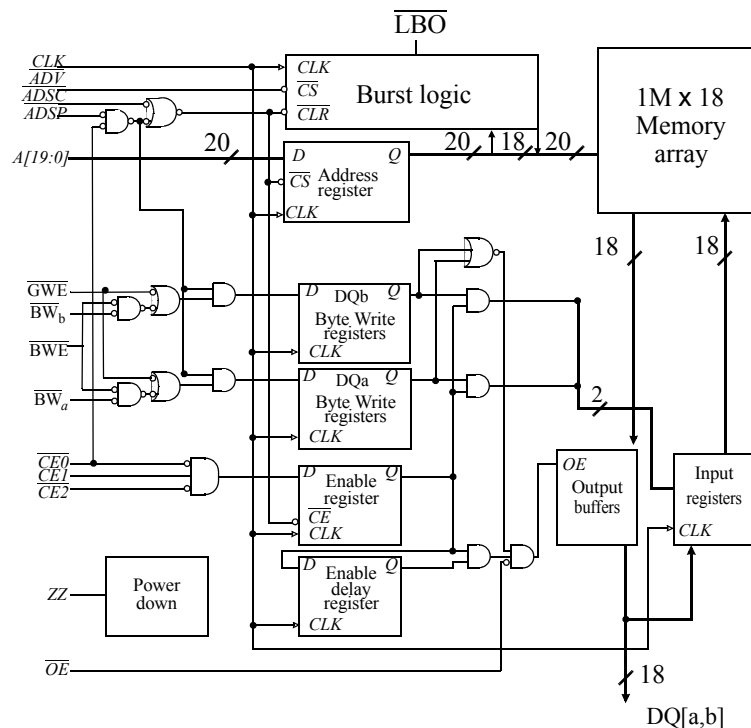 LBO
CLK
ADV
ADSC
ADSP
CLK
CS
CLR
Burst logic
1M x 18
Memory
array
A[19:0]
20
D
Q
CS
Address
register
CLK
20
18
20
18
18
GWE
BWb
BWE
BWa
D
DQb
Q
Byte Write
registers
CLK
D
DQa
Q
Byte Write
registers
CLK
2
CE0
CE1
CE2
D
Enable
Q
register
CE
CLK
OE
Output
buffers
Input
registers
CLK
D
Enable
Q
delay
register
CLK
ZZ
Power
down
OE
18
DQ[a,b]